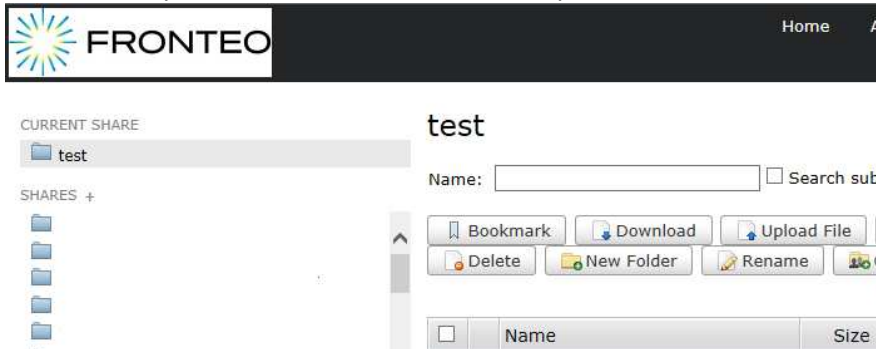 FRONTEO
Home
CURRENT SHARE
test
SHARES +
test
Name:
Search sub
Bookmark
Download
Upload File
Delete
New Folder
Rename
Name
Size